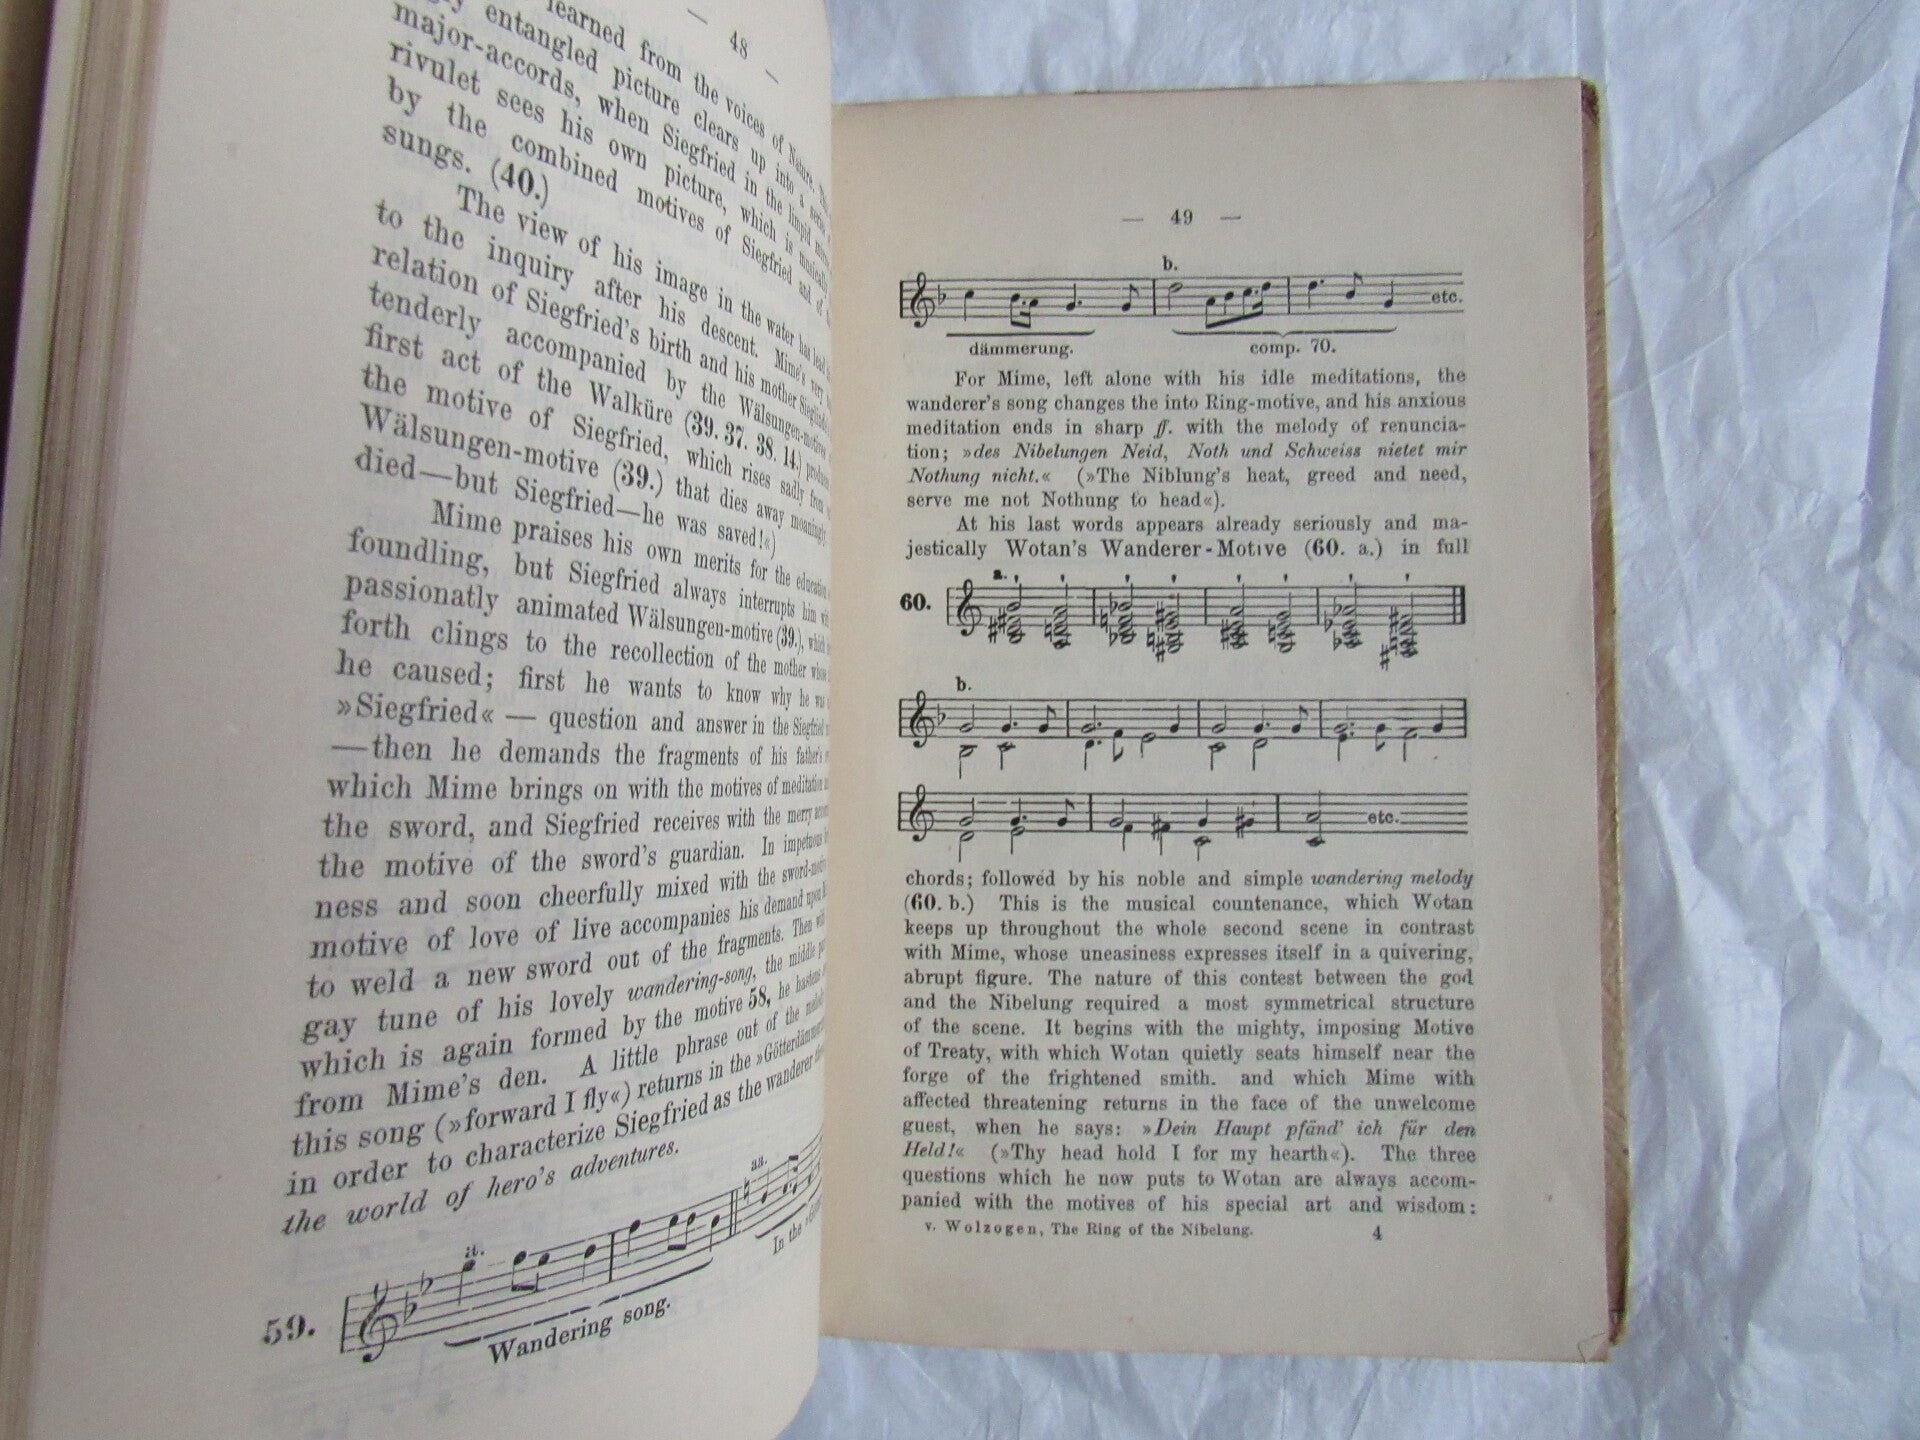 — 48 —
learned from the voices of Nature.
entangled picture clears up into a
major-accords, when Siegfried in the limpid
rivulet sees his own picture, which is musically
by the combined motives of Siegfried and of
sungs. (40.)
The view of his image in the water has lead
to the inquiry after his descent. Mime's very
relation of Siegfried's birth and his mother
tenderly accompanied by the Wälsungen-motives
first act of the Walküre (39. 37. 38. 14.)
the motive of Siegfried, which rises sadly from
Wälsungen-motive (39.) that dies away moaningly
died—but Siegfried—he was saved!«)
Mime praises his own merits for the education
foundling, but Siegfried always interrupts him
passionatly animated Wälsungen-motive (39.), which
forth clings to the recollection of the mother whose
he caused; first he wants to know why he was
»Siegfried« — question and answer in the Siegfried
—then he demands the fragments of his father's
which Mime brings on with the motives of meditation
the sword, and Siegfried receives with the merry
the motive of the sword's guardian. In impetuous
ness and soon cheerfully mixed with the
motive of love of live accompanies his demand upon
to weld a new sword out of the fragments. Then
gay tune of his lovely wandering-song, the middle
which is again formed by the motive 58, he hastens
from Mime's den. A little phrase out of the
this song (»forward I fly«) returns in the
in order to characterize Siegfried as the wanderer
the world of hero's adventures.
59.
a.
aa.
Wandering song.
In the
— 49 —
b.
etc.
dämmerung.
comp. 70.
For Mime, left alone with his idle meditations, the
wanderer's song changes the into Ring-motive, and his anxious
meditation ends in sharp ff. with the melody of renuncia-
tion; »des Nibelungen Neid, Noth und Schweiss nietet mir
Nothung nicht.« (»The Niblung's heat, greed and need,
serve me not Nothung to head«).
At his last words appears already seriously and ma-
jestically Wotan's Wanderer-Motive (60. a.) in full
60.
a.
b.
etc.
chords; followed by his noble and simple wandering melody
(60. b.) This is the musical countenance, which Wotan
keeps up throughout the whole second scene in contrast
with Mime, whose uneasiness expresses itself in a quivering,
abrupt figure. The nature of this contest between the god
and the Nibelung required a most symmetrical structure
of the scene. It begins with the mighty, imposing Motive
of Treaty, with which Wotan quietly seats himself near the
forge of the frightened smith. and which Mime with
affected threatening returns in the face of the unwelcome
guest, when he says: »Dein Haupt pfänd' ich für den
Held!« (»Thy head hold I for my hearth«). The three
questions which he now puts to Wotan are always accom-
panied with the motives of his special art and wisdom:
v. Wolzogen, The Ring of the Nibelung.
4